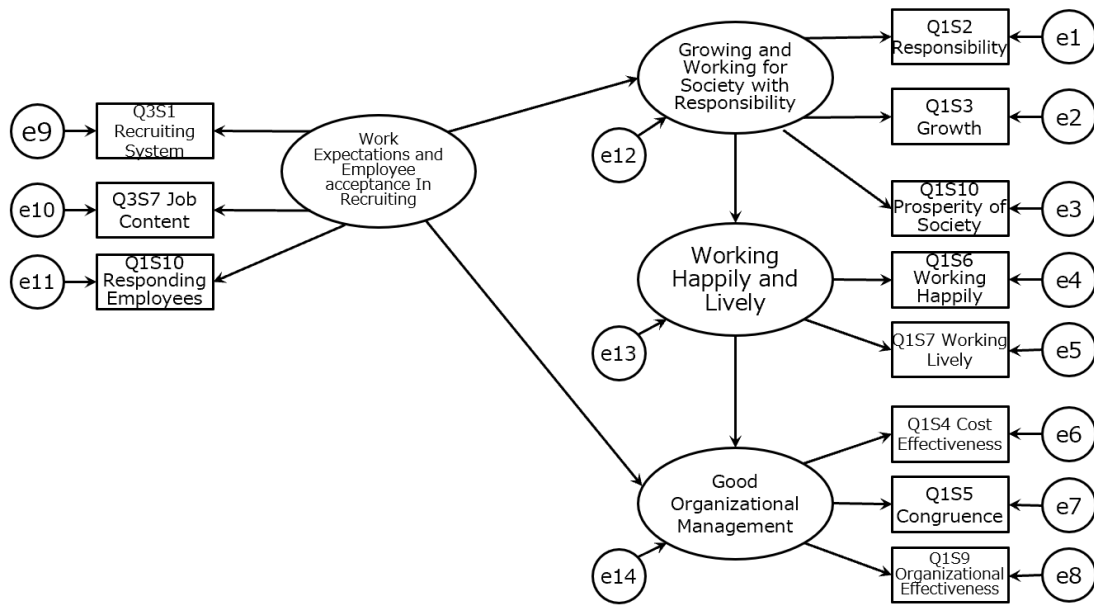 e9
Q3S1
Recruiting
System
e10
Q3S7 Job
Content
e11
Q1S10
Responding
Employees
Work
Expectations and
Employee
acceptance In
Recruiting
Growing and
Working for
Society with
Responsibility
e12
Working
Happily and
Lively
e13
Good
Organizational
Management
e14
Q1S2
Responsibility
e1
Q1S3
Growth
e2
Q1S10
Prosperity of
Society
e3
Q1S6
Working
Happily
e4
Q1S7 Working
Lively
e5
Q1S4 Cost
Effectiveness
e6
Q1S5
Congruence
e7
Q1S9
Organizational
Effectiveness
e8